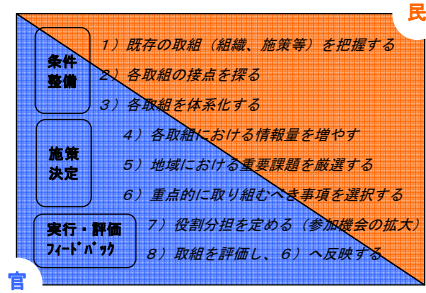 民
条件
整備
1）既存の取組（組織、施策等）を把握する
2）各取組の接点を探る
3）各取組を体系化する
施策
決定
4）各取組における情報量を増やす
5）地域における重要課題を厳選する
6）重点的に取り組むべき事項を選択する
実行・評価
ﾌｨｰﾄﾞﾊﾞｯｸ
7）役割分担を定める（参加機会の拡大）
8）取組を評価し、6）へ反映する
官